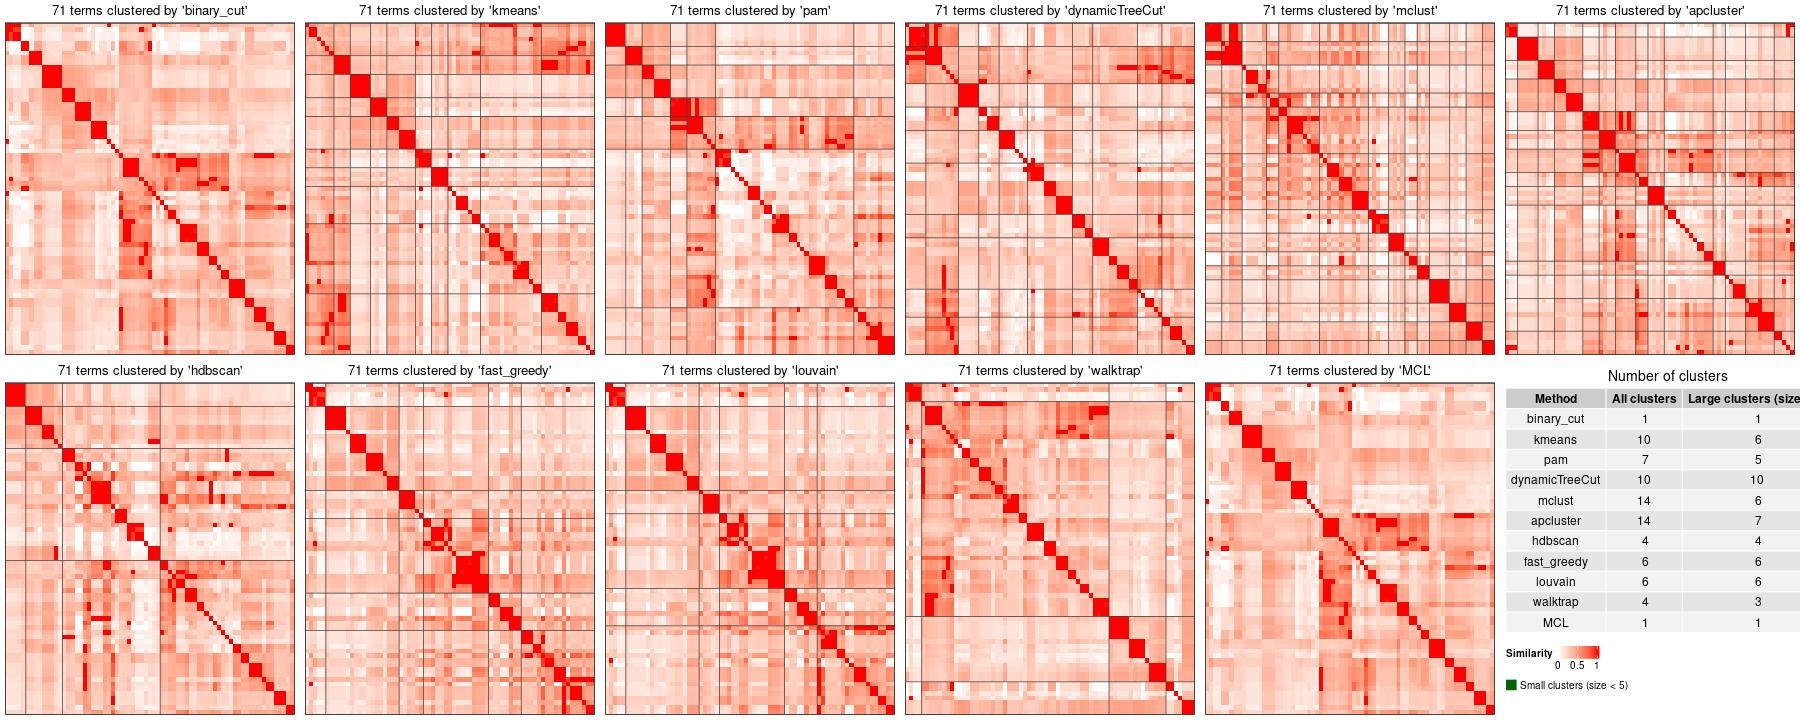 71 terms clustered by 'binary_cut'
71 terms clustered by 'kmeans'
71 terms clustered by 'pam'
71 terms clustered by 'dynamicTreeCut'
71 terms clustered by 'mclust'
71 terms clustered by 'apcluster'
71 terms clustered by 'hdbscan'
71 terms clustered by 'fast_greedy'
71 terms clustered by 'louvain'
71 terms clustered by 'walktrap'
71 terms clustered by 'MCL'
Number of clusters
Method All clusters Large clusters (size
binary_cut 1 1
kmeans 10 6
pam 7 5
dynamicTreeCut 10 10
mclust 14 6
apcluster 14 7
hdbscan 4 4
fast_greedy 6 6
louvain 6 6
walktrap 4 3
MCL 1 1
Similarity
0 0.5 1
Small clusters (size < 5)